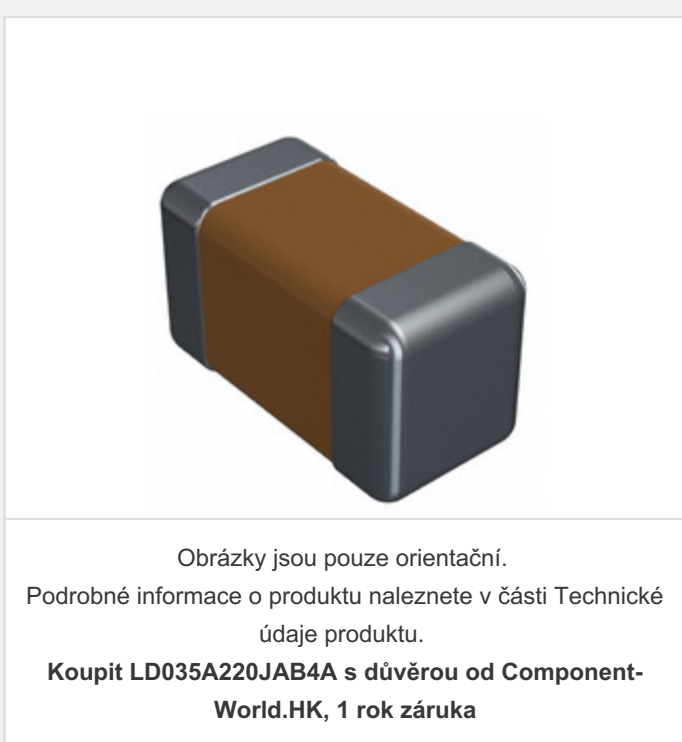 Obrázky jsou pouze orientační.
Podrobné informace o produktu naleznete v části Technické
údaje produktu.
Koupit LD035A220JAB4A s důvěrou od Component-
World.HK, 1 rok záruka